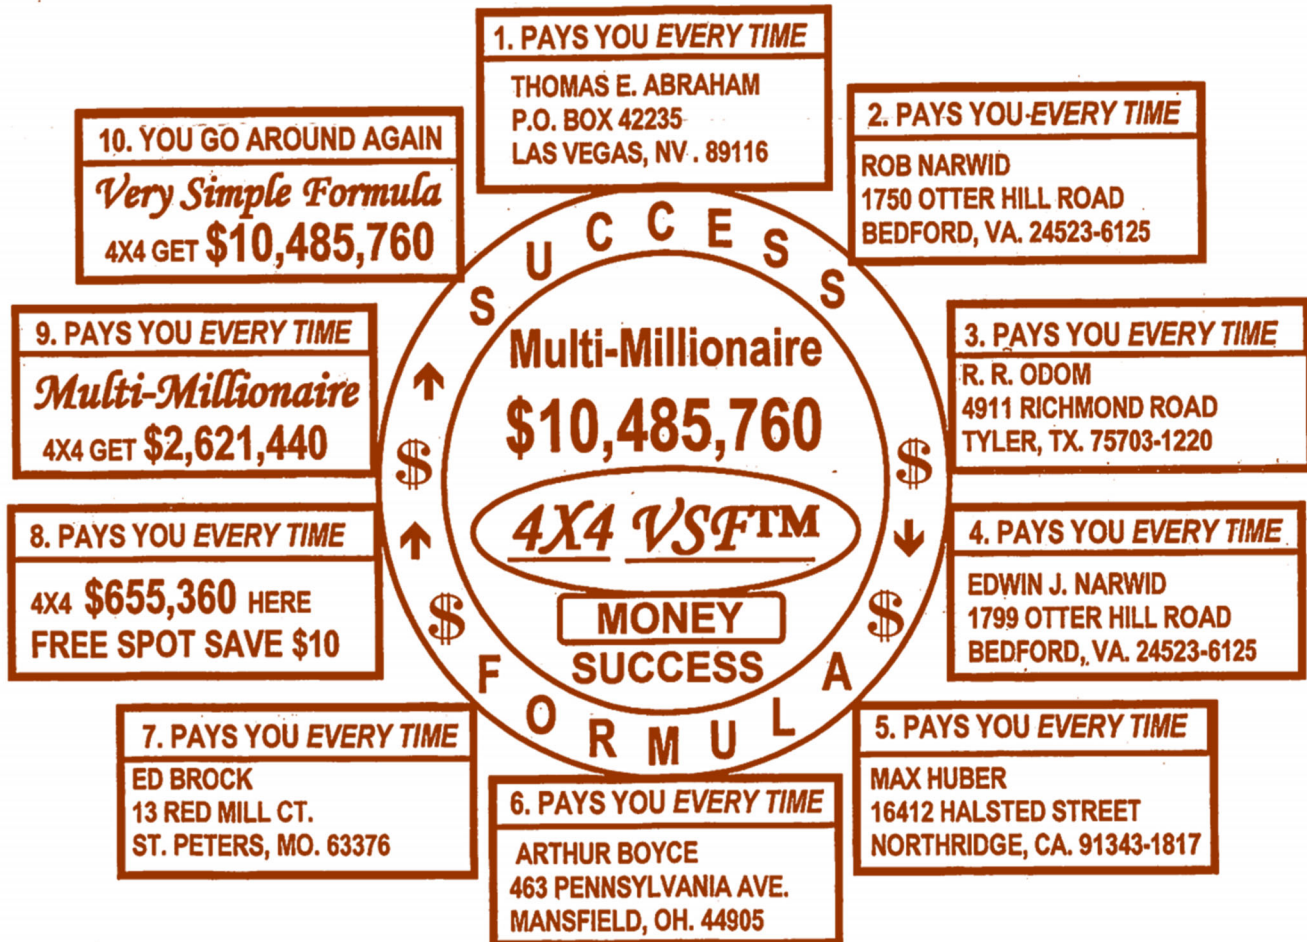 1. PAYS YOU EVERY TIME
THOMAS E. ABRAHAM
P.O. BOX 42235
LAS VEGAS, NV . 89116
2. PAYS YOU EVERY TIME
ROB NARWID
1750 OTTER HILL ROAD
BEDFORD, VA. 24523-6125
3. PAYS YOU EVERY TIME
R. R. ODOM
4911 RICHMOND ROAD
TYLER, TX. 75703-1220
4. PAYS YOU EVERY TIME
EDWIN J. NARWID
1799 OTTER HILL ROAD
BEDFORD, VA. 24523-6125
5. PAYS YOU EVERY TIME
MAX HUBER
16412 HALSTED STREET
NORTHRIDGE, CA. 91343-1817
6. PAYS YOU EVERY TIME
ARTHUR BOYCE
463 PENNSYLVANIA AVE.
MANSFIELD, OH. 44905
7. PAYS YOU EVERY TIME
ED BROCK
13 RED MILL CT.
ST. PETERS, MO. 63376
8. PAYS YOU EVERY TIME
4X4 $655,360 HERE
FREE SPOT SAVE $10
9. PAYS YOU EVERY TIME
Multi-Millionaire
4X4 GET $2,621,440
10. YOU GO AROUND AGAIN
Very Simple Formula
4X4 GET $10,485,760
SUCCESS
$ $
$ $
FORMULA
Multi-Millionaire
$10,485,760
4X4 VSF™
MONEY
SUCCESS